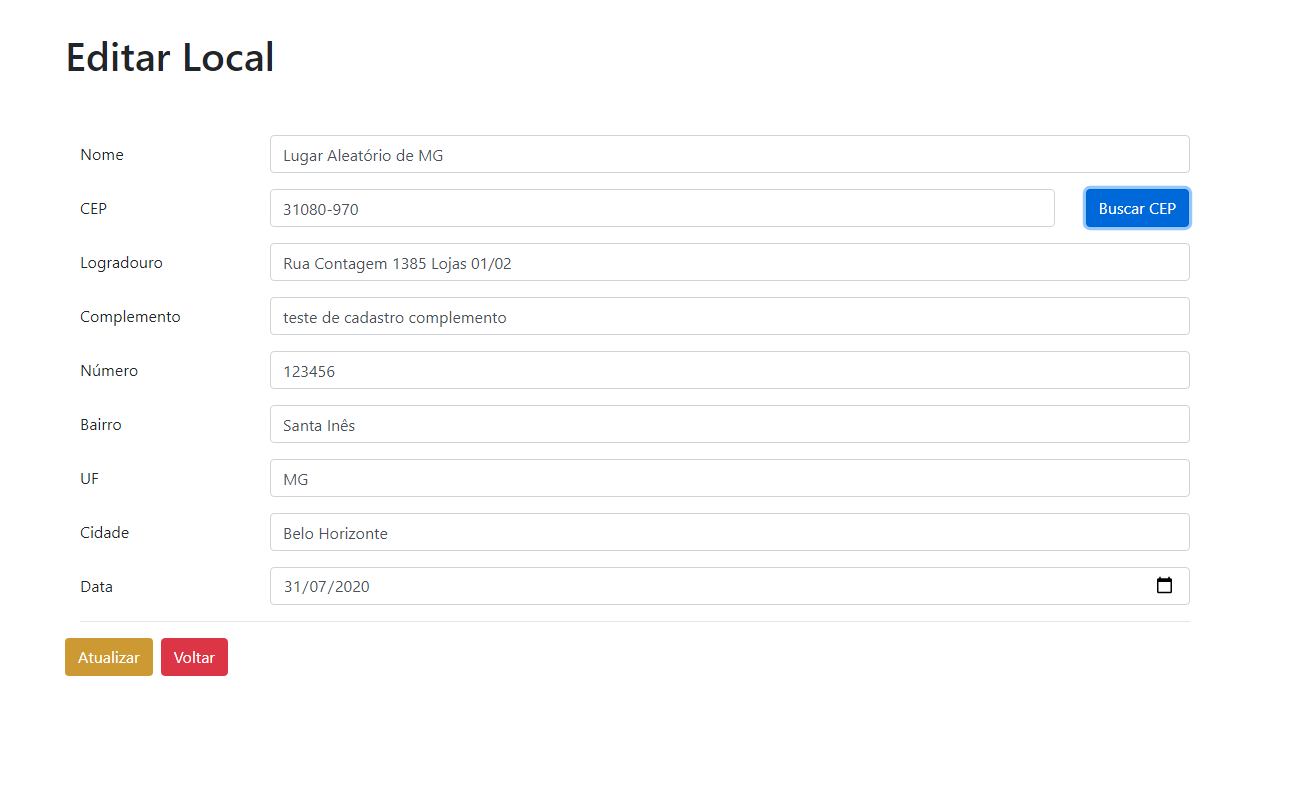 Editar Local
Nome Lugar Aleatório de MG
CEP 31080-970 Buscar CEP
Logradouro Rua Contagem 1385 Lojas 01/02
Complemento teste de cadastro complemento
Número 123456
Bairro Santa Inês
UF MG
Cidade Belo Horizonte
Data 31/07/2020
Atualizar Voltar